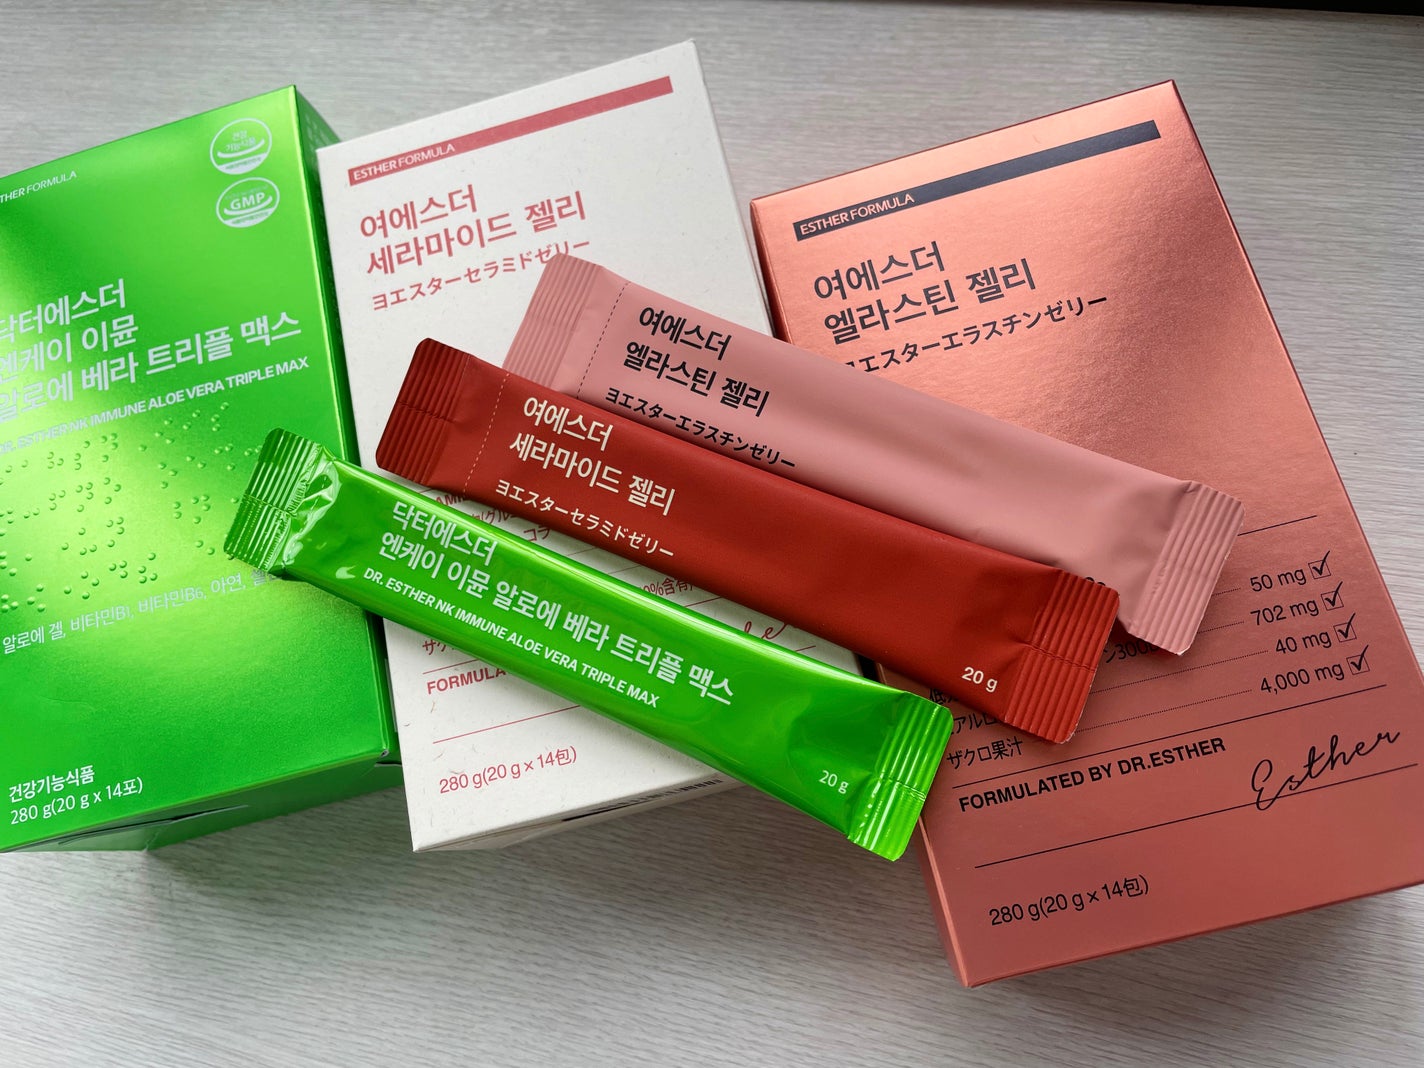 THER FORMULA
건강
기능식품
GMP
닥터에스더
엔케이 이뮨
알로에 베라 트리플 맥스
DR. ESTHER NK IMMUNE ALOE VERA TRIPLE MAX
알로에 겔, 비타민B1, 비타민B6, 아연,
건강기능식품
280 g(20 g x 14포)
ESTHER FORMULA
여에스더
세라마이드 젤리
ヨエスターセラミドゼリー
FORMULA
280 g(20 g x 14包)
ESTHER FORMULA
여에스더
엘라스틴 젤리
ヨエスターエラスチンゼリー
50 mg
702 mg
40 mg
4,000 mg
ザクロ果汁
FORMULATED BY DR.ESTHER
Esther
280 g(20 g x 14包)
여에스더
엘라스틴 젤리
ヨエスターエラスチンゼリー
여에스더
세라마이드 젤리
ヨエスターセラミドゼリー
20 g
닥터에스더
엔케이 이뮨 알로에 베라 트리플 맥스
DR. ESTHER NK IMMUNE ALOE VERA TRIPLE MAX
20 g